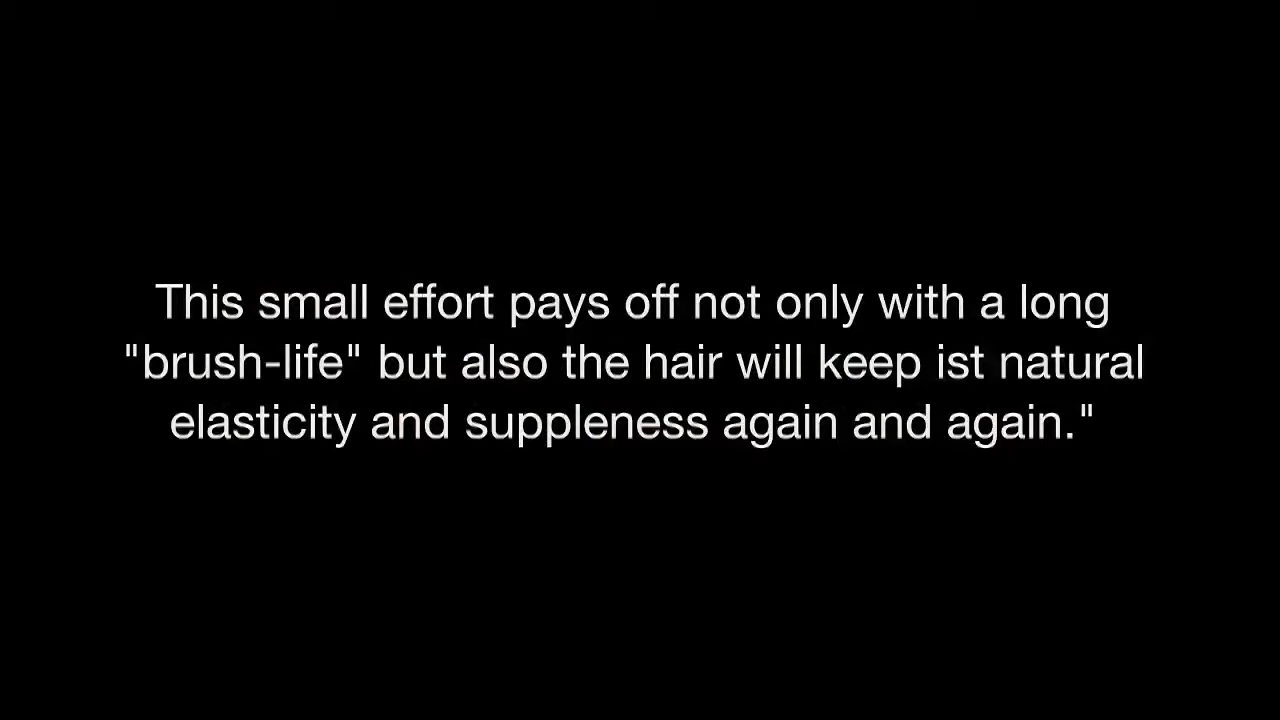 This small effort pays off not only with a long
"brush-life" but also the hair will keep ist natural
elasticity and suppleness again and again."